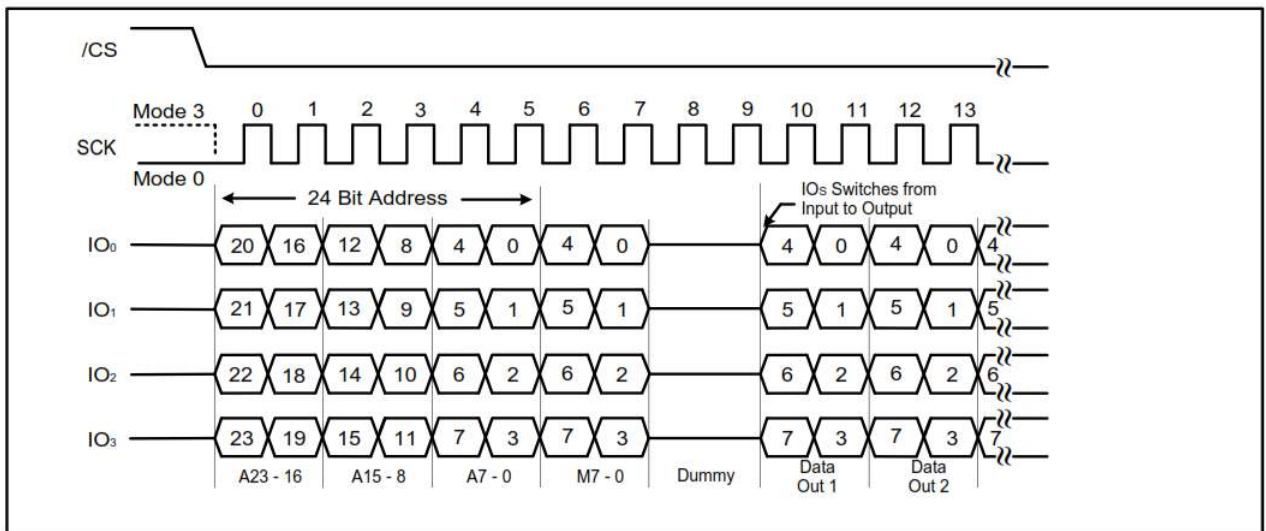 /CS
Mode 3 0 1 2 3 4 5 6 7 8 9 10 11 12 13
SCK
Mode 0
24 Bit Address
IOs Switches from
Input to Output
IO₀ 20 16 12 8 4 0 4 0 4 0 4 0 4
IO₁ 21 17 13 9 5 1 5 1 5 1 5 1 5
IO₂ 22 18 14 10 6 2 6 2 6 2 6 2 6
IO₃ 23 19 15 11 7 3 7 3 7 3 7 3 7
A23 - 16 A15 - 8 A7 - 0 M7 - 0 Dummy
Data
Out 1
Data
Out 2